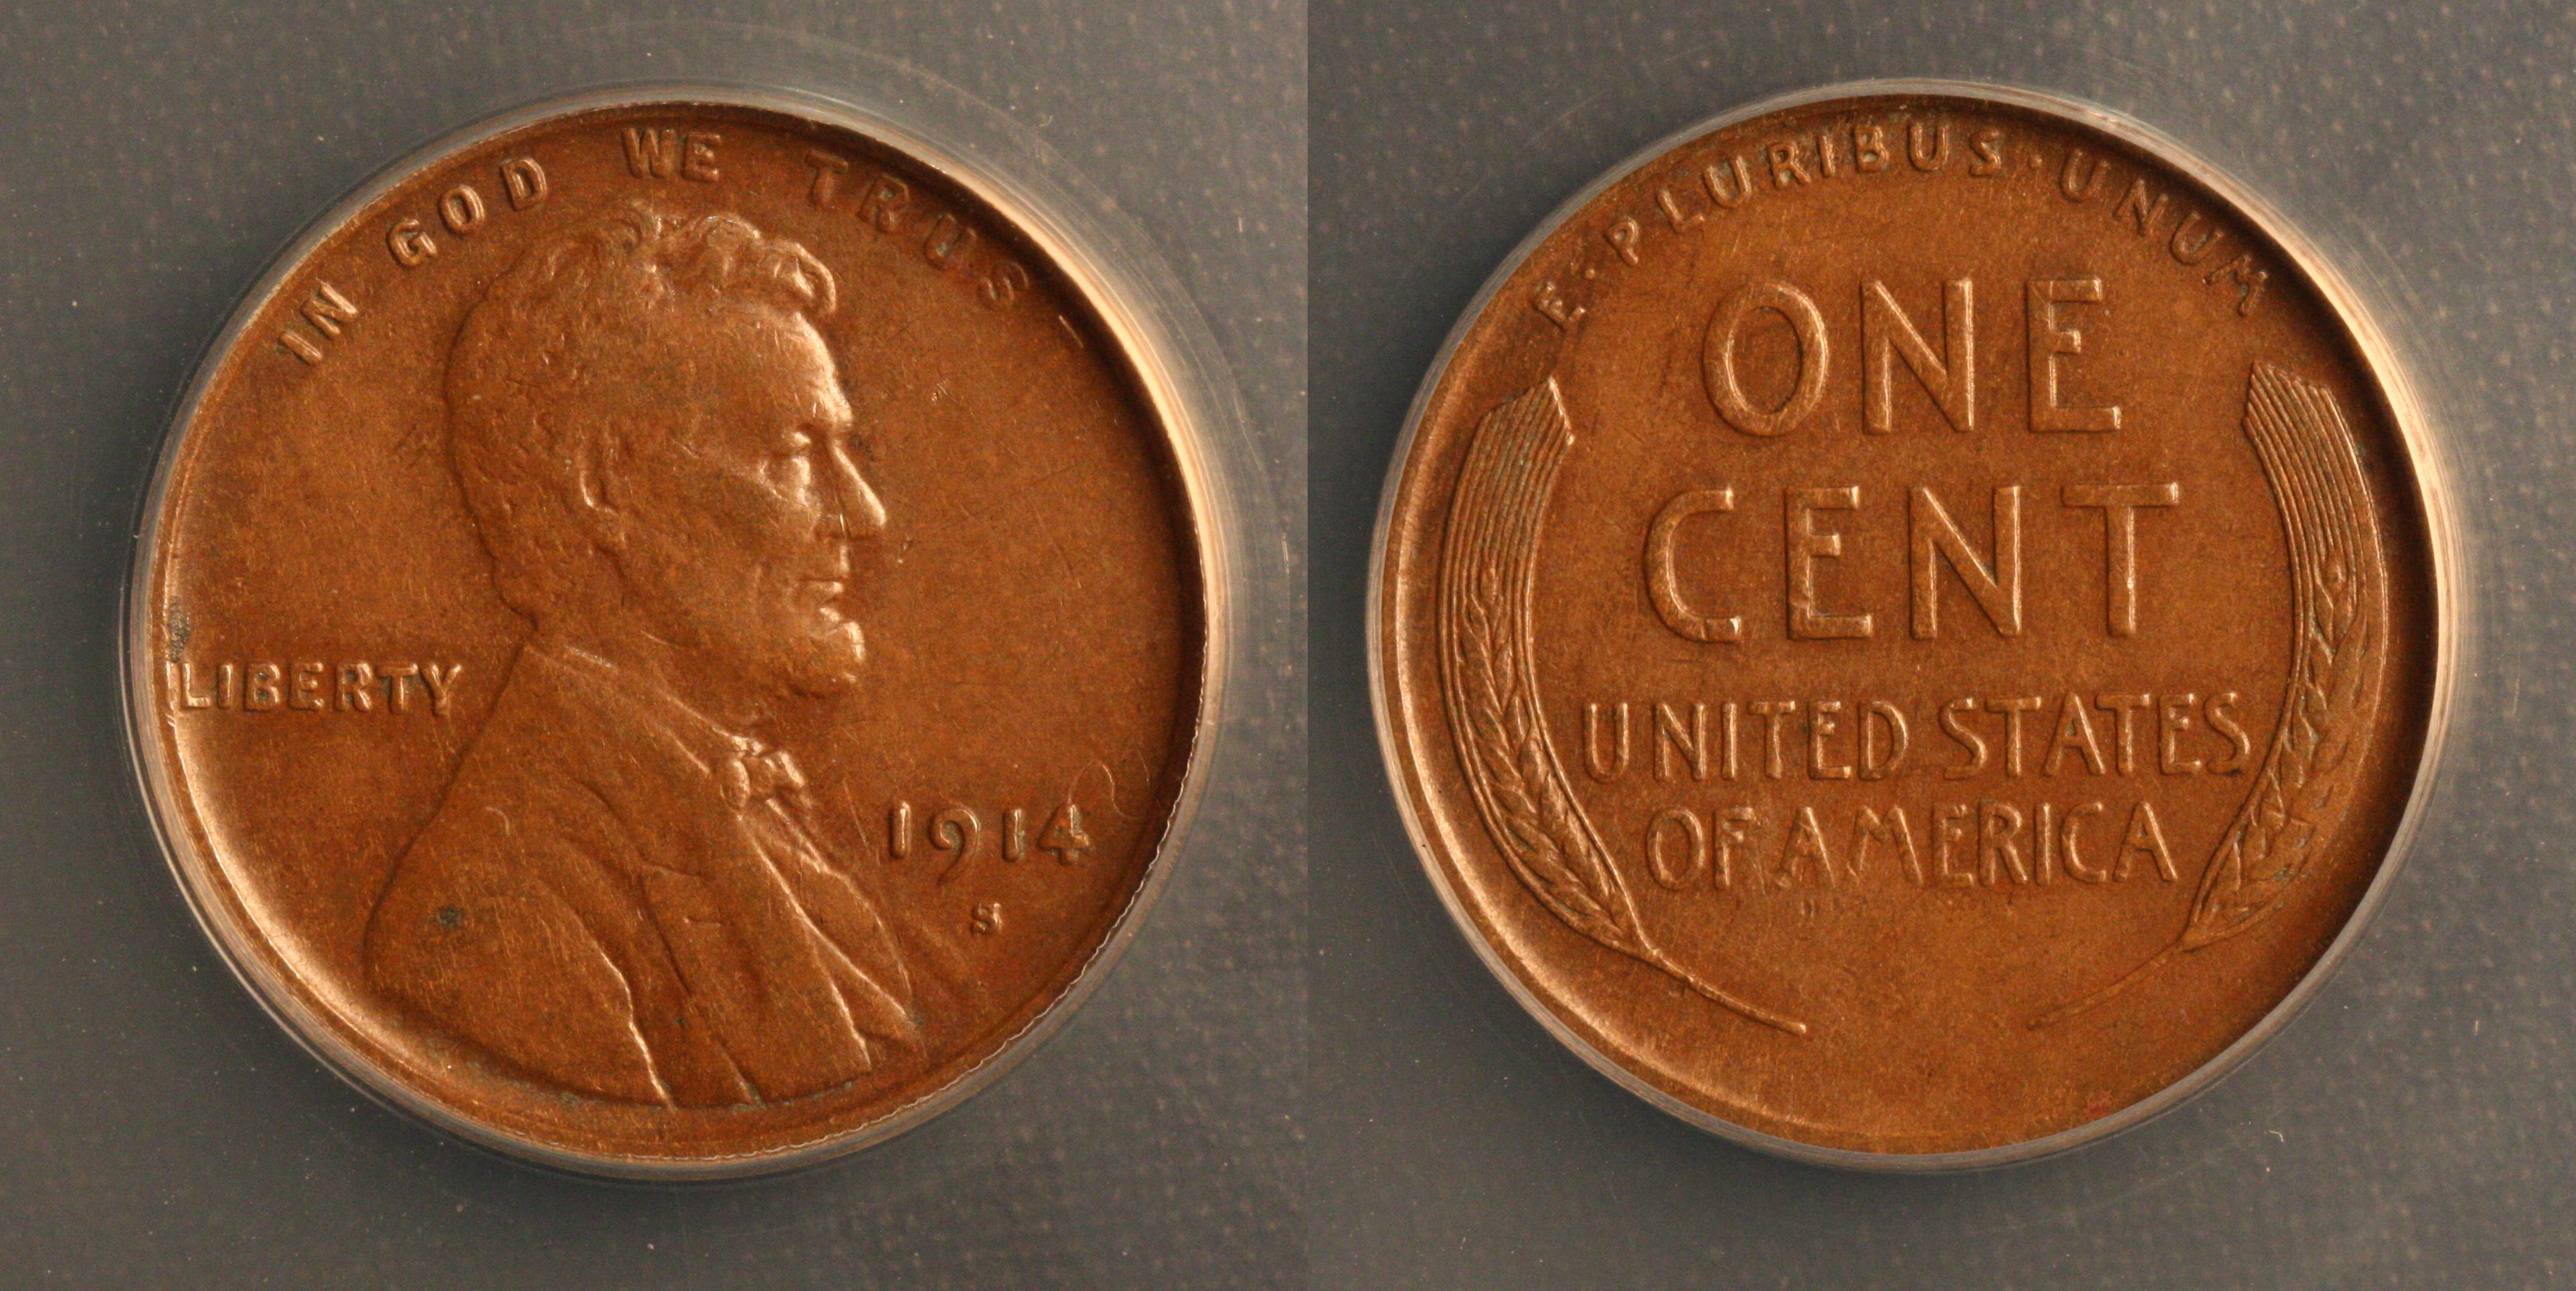 IN GOD WE TRUS
LIBERTY
1914
S
E·PLURIBUS·UNUM
ONE
CENT
UNITED STATES
OF AMERICA